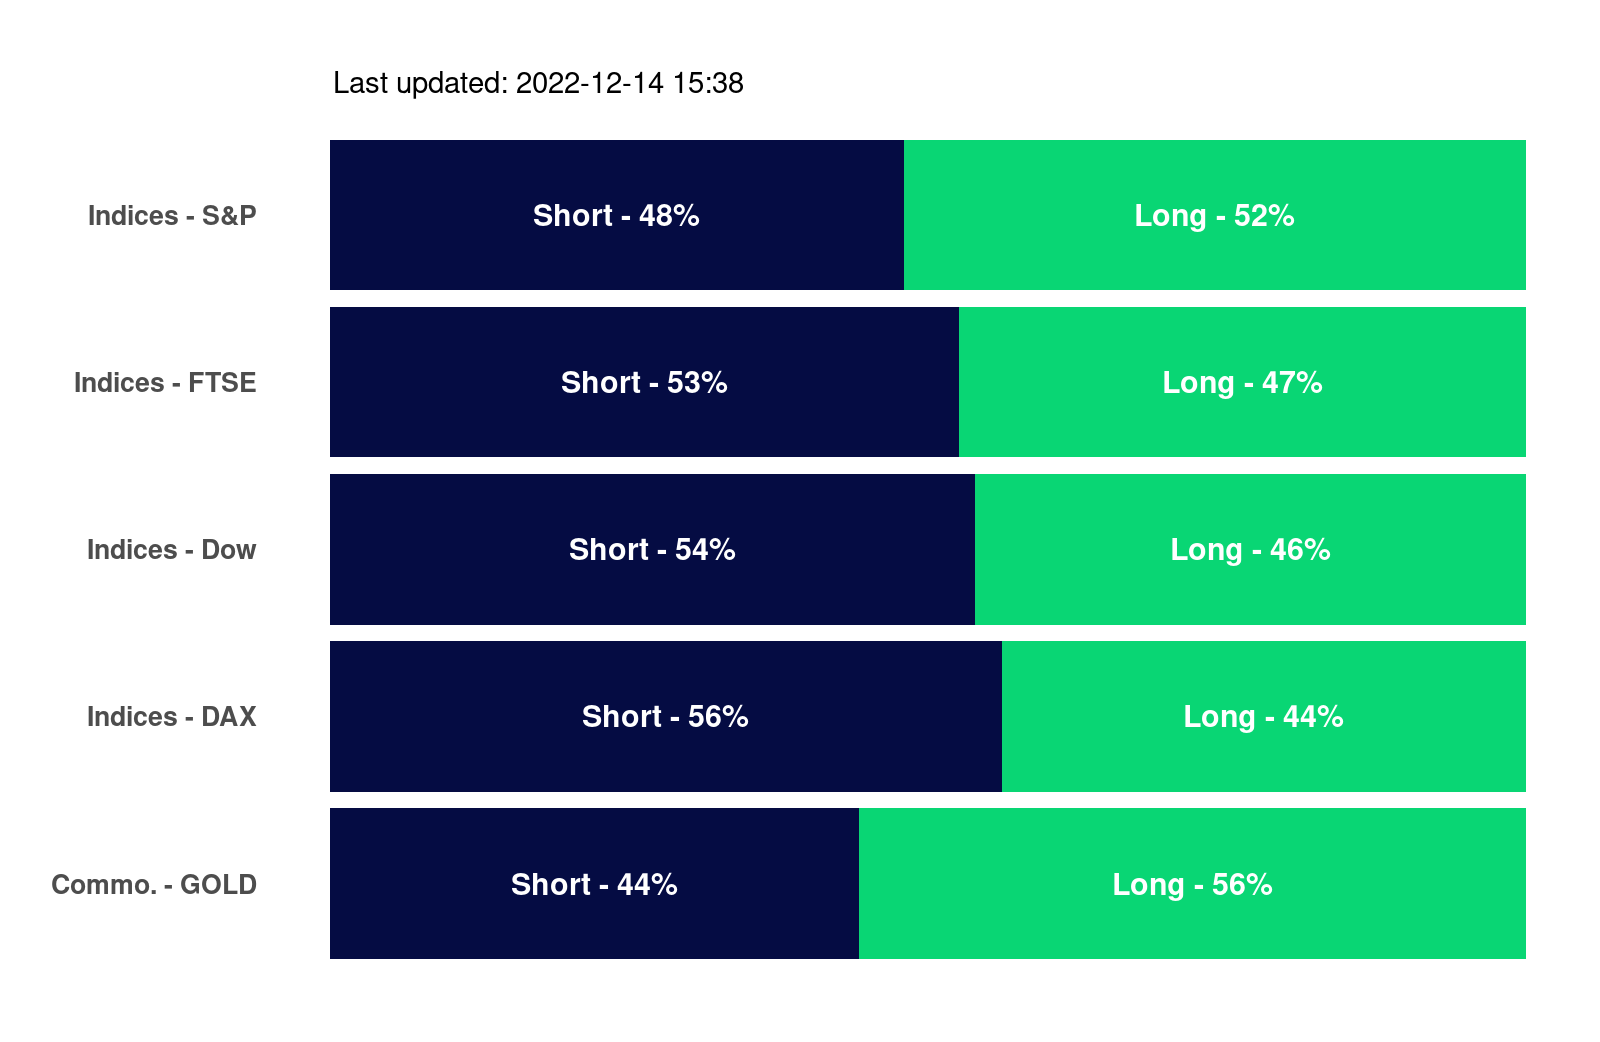 Last updated: 2022-12-14 15:38
Indices - S&P Short - 48% Long - 52%
Indices - FTSE Short - 53% Long - 47%
Indices - Dow Short - 54% Long - 46%
Indices - DAX Short - 56% Long - 44%
Commo. - GOLD Short - 44% Long - 56%